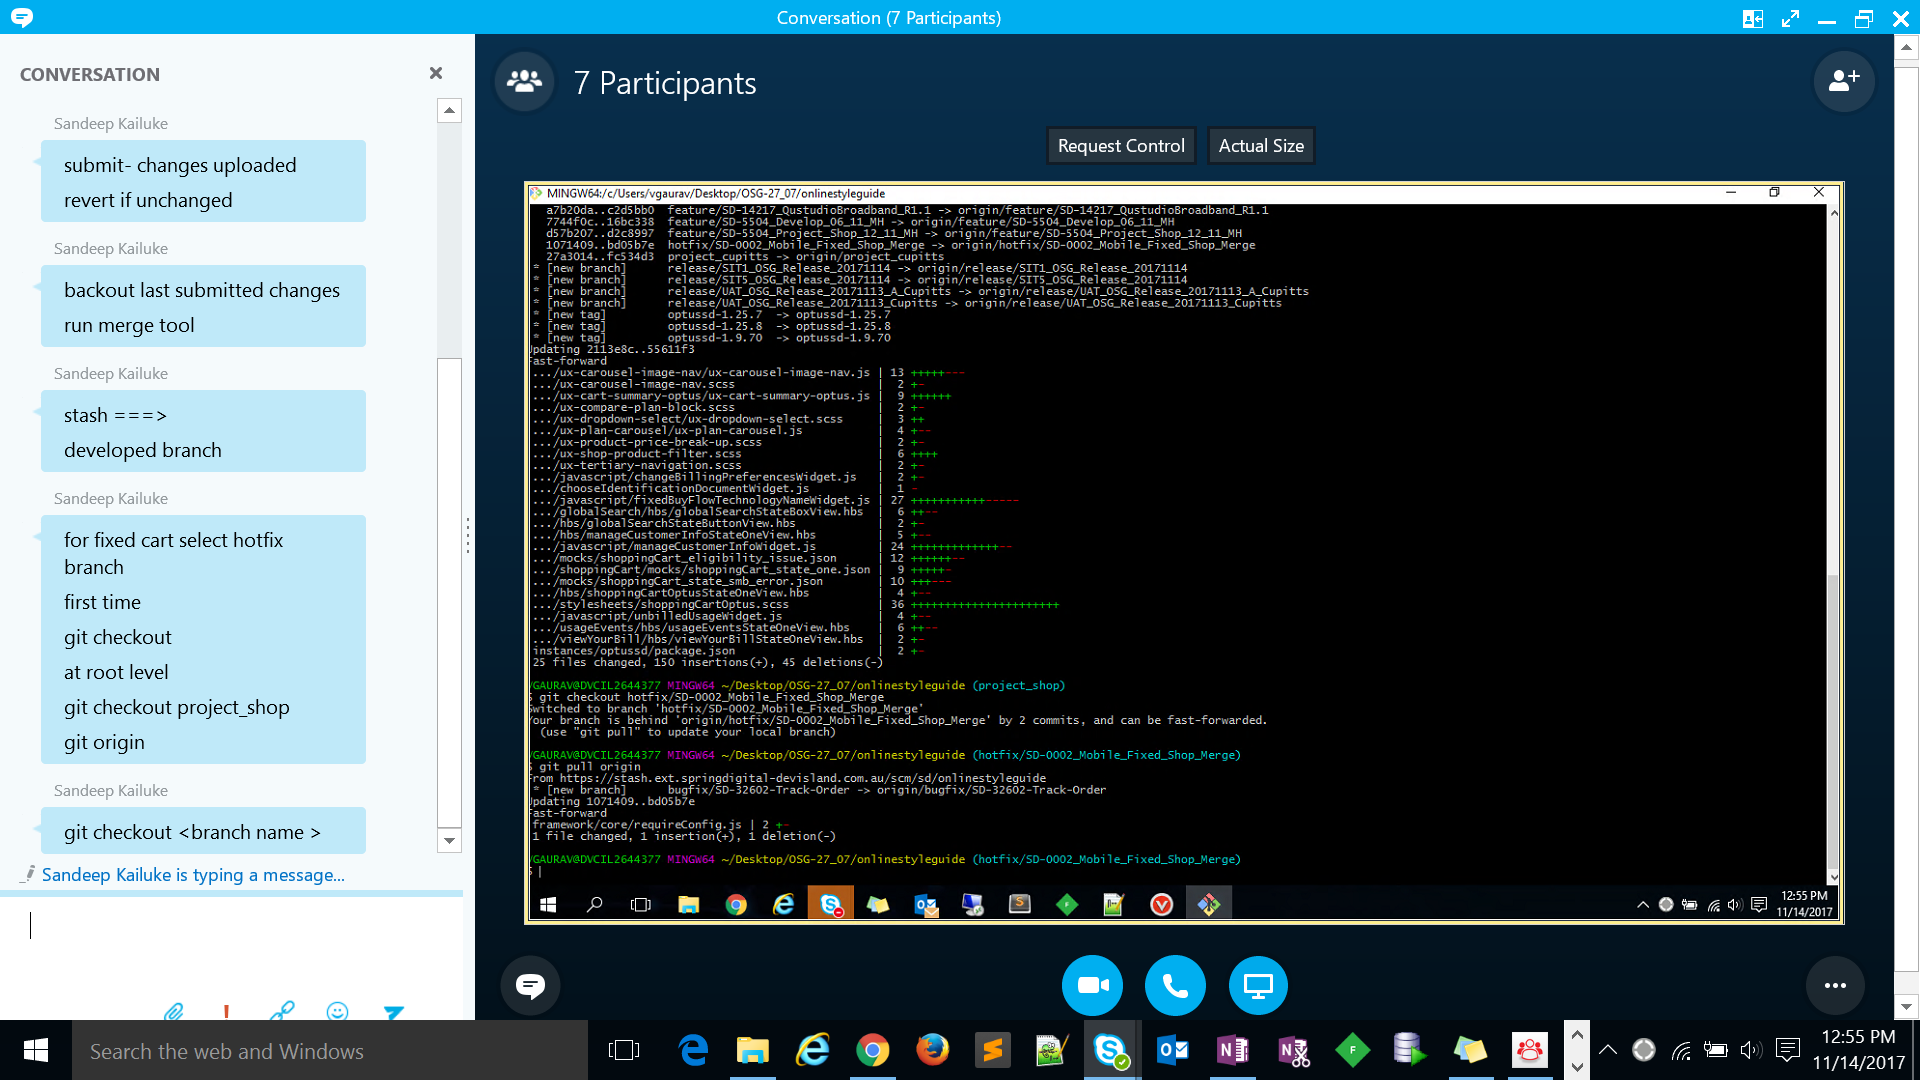 Conversation (7 Participants)
CONVERSATION
Sandeep Kailuke
submit- changes uploaded
revert if unchanged
Sandeep Kailuke
backout last submitted changes
run merge tool
Sandeep Kailuke
stash ===>
developed branch
Sandeep Kailuke
for fixed cart select hotfix
branch
first time
git checkout
at root level
git checkout project_shop
git origin
Sandeep Kailuke
git checkout <branch name >
Sandeep Kailuke is typing a message...
7 Participants
Request Control
Actual Size
MINGW64:/c/Users/vgaurav/Desktop/OSG-27_07/onlinestyleguide
a7b20da..c2d5bb0 feature/SD-14217_QustudioBroadband_R1.1 -> origin/feature/SD-14217_QustudioBroadband_R1.1
7744f0c..16bc338 feature/SD-5504_Develop_06_11_MH -> origin/feature/SD-5504_Develop_06_11_MH
d57b207..d2c8997 feature/SD-5504_Project_Shop_12_11_MH -> origin/feature/SD-5504_Project_Shop_12_11_MH
1071409..bd05b7e hotfix/SD-0002_Mobile_Fixed_Shop_Merge -> origin/hotfix/SD-0002_Mobile_Fixed_Shop_Merge
27a3014..fc534d3 project_cupitts -> origin/project_cupitts
* [new branch] release/SIT1_OSG_Release_20171114 -> origin/release/SIT1_OSG_Release_20171114
* [new branch] release/SIT5_OSG_Release_20171114 -> origin/release/SIT5_OSG_Release_20171114
* [new branch] release/UAT_OSG_Release_20171113_A_Cupitts -> origin/release/UAT_OSG_Release_20171113_A_Cupitts
* [new branch] release/UAT_OSG_Release_20171113_Cupitts -> origin/release/UAT_OSG_Release_20171113_Cupitts
* [new tag] optussd-1.25.7 -> optussd-1.25.7
* [new tag] optussd-1.25.8 -> optussd-1.25.8
* [new tag] optussd-1.9.70 -> optussd-1.9.70
Updating 2113e8c..55611f3
Fast-forward
.../ux-carousel-image-nav/ux-carousel-image-nav.js | 13 +++++---
.../ux-carousel-image-nav.scss | 2 +-
.../ux-cart-summary-optus/ux-cart-summary-optus.js | 9 ++++++
.../ux-compare-plan-block.scss | 2 +-
.../ux-dropdown-select/ux-dropdown-select.scss | 3 ++
.../ux-plan-carousel/ux-plan-carousel.js | 4 +--
.../ux-product-price-break-up.scss | 2 +-
.../ux-shop-product-filter.scss | 6 ++++
.../ux-tertiary-navigation.scss | 2 +-
.../javascript/changeBillingPreferencesWidget.js | 2 +-
.../chooseIdentificationDocumentWidget.js | 1 -
.../javascript/fixedBuyFlowTechnologyNameWidget.js | 27 +++++++++++-----
.../globalSearch/hbs/globalSearchStateBoxView.hbs | 6 ++--
.../hbs/globalSearchStateButtonView.hbs | 2 +-
.../hbs/manageCustomerInfoStateOneView.hbs | 5 +--
.../javascript/manageCustomerInfoWidget.js | 24 +++++++++++++--
.../mocks/shoppingCart_eligibility_issue.json | 12 ++++++--
.../shoppingCart/mocks/shoppingCart_state_one.json | 9 +++++-
.../mocks/shoppingCart_state_smb_error.json | 10 +++---
.../hbs/shoppingCartOptusStateOneView.hbs | 4 +--
.../stylesheets/shoppingCartOptus.scss | 36 +++++++++++++++++++++++
.../javascript/unbilledUsageWidget.js | 4 +--
.../usageEvents/hbs/usageEventsStateOneView.hbs | 6 ++--
.../viewYourBill/hbs/viewYourBillStateOneView.hbs | 2 +-
instances/optussd/package.json | 2 +-
25 files changed, 150 insertions(+), 45 deletions(-)
VGAURAV@DVCIL2644377 MINGW64 ~/Desktop/OSG-27_07/onlinestyleguide (project_shop)
$ git checkout hotfix/SD-0002_Mobile_Fixed_Shop_Merge
Switched to branch 'hotfix/SD-0002_Mobile_Fixed_Shop_Merge'
Your branch is behind 'origin/hotfix/SD-0002_Mobile_Fixed_Shop_Merge' by 2 commits, and can be fast-forwarded.
(use "git pull" to update your local branch)
VGAURAV@DVCIL2644377 MINGW64 ~/Desktop/OSG-27_07/onlinestyleguide (hotfix/SD-0002_Mobile_Fixed_Shop_Merge)
$ git pull origin
From https://stash.ext.springdigital-devisland.com.au/scm/sd/onlinestyleguide
* [new branch] bugfix/SD-32602-Track-Order -> origin/bugfix/SD-32602-Track-Order
Updating 1071409..bd05b7e
Fast-forward
framework/core/requireConfig.js | 2 +-
1 file changed, 1 insertion(+), 1 deletion(-)
VGAURAV@DVCIL2644377 MINGW64 ~/Desktop/OSG-27_07/onlinestyleguide (hotfix/SD-0002_Mobile_Fixed_Shop_Merge)
$
12:55 PM
11/14/2017
Search the web and Windows
12:55 PM
11/14/2017